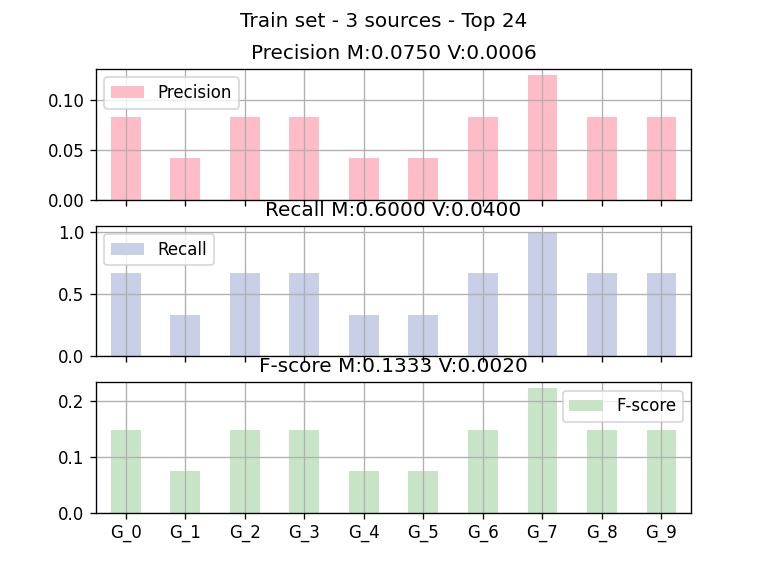 Train set - 3 sources - Top 24
Precision M:0.0750 V:0.0006
Precision
0.10
0.05
0.00
Recall M:0.6000 V:0.0400
Recall
1.0
0.5
0.0
F-score M:0.1333 V:0.0020
F-score
0.2
0.1
0.0
G_0 G_1 G_2 G_3 G_4 G_5 G_6 G_7 G_8 G_9